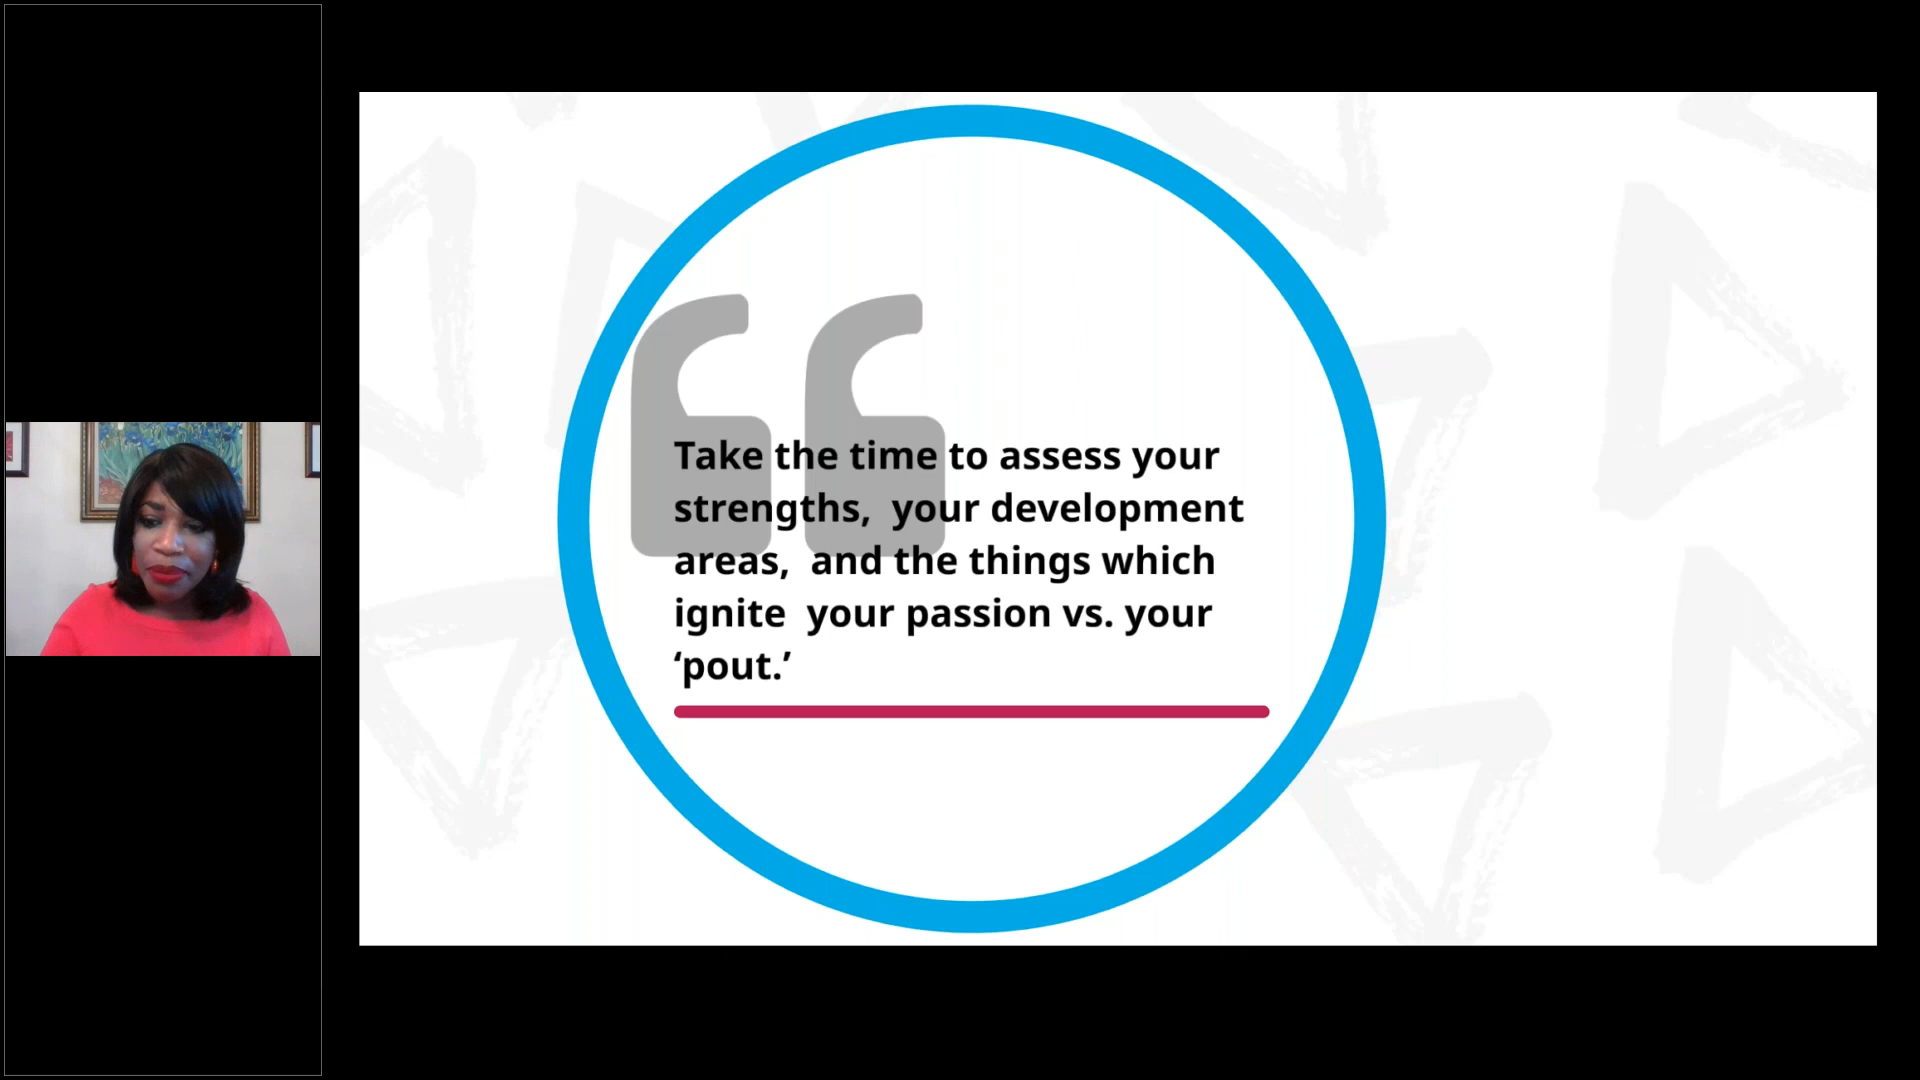 Take the time to assess your
strengths,  your development
areas,  and the things which
ignite  your passion vs. your
‘pout.’